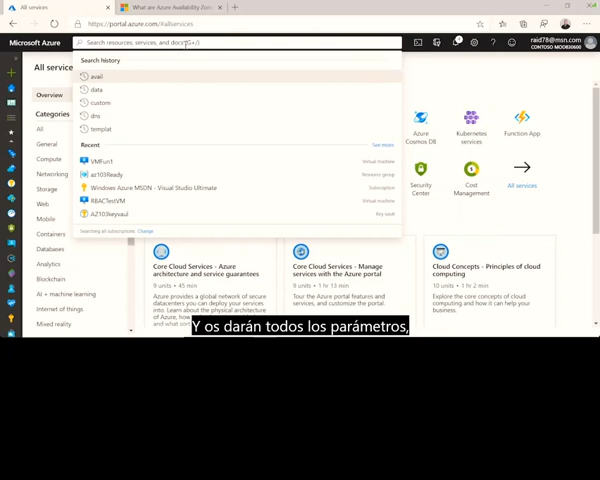 All services
What are Azure Availability Zon
https://portal.azure.com/#allservices
Microsoft Azure
Search resources, services, and docs (G+/)
raid78@msn.com
All service
Search history
avail
data
custom
dns
templat
Recent
See more
VMFun1
Virtual machine
az103Ready
Resource group
Windows Azure MSDN - Visual Studio Ultimate
Subscription
RBACTestVM
Virtual machine
AZ103keyvaul
Key vault
Searching all subscriptions.
Change
Overview
Categories
All
General
Compute
Networking
Storage
Web
Mobile
Containers
Databases
Analytics
Blockchain
AI + machine learning
Internet of things
Mixed reality
Azure
Cosmos DB
Kubernetes
services
Function App
Security
Center
Cost
Management
All services
Core Cloud Services - Azure
architecture and service guarantees
9 units • 45 min
Azure provides a global network of secure
datacenters you can deploy your services
into. Learn about the physical architecture
Core Cloud Services - Manage
services with the Azure portal
9 units • 1 hr 13 min
Tour the Azure portal features and
services, and customize the portal.
Cloud Concepts - Principles of cloud
computing
10 units • 1 hr 2 min
Explore the core concepts of cloud
computing and how it can help your
business.
Y os darán todos los parámetros,